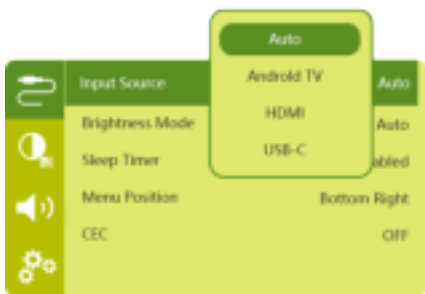 Auto
Input Source
Android TV
Auto
HDMI
Brightness Mode
Auto
USB-C
Sleep Timer
abled
Menu Position
Bottom Right
CEC
OFF